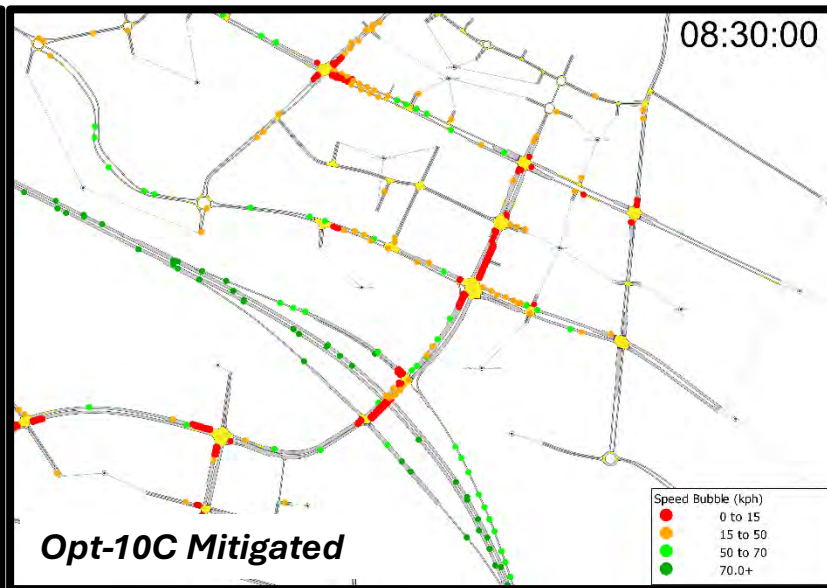 08:30:00
Speed Bubble (kph)
0 to 15
15 to 50
50 to 70
70.0+
Opt-10C Mitigated